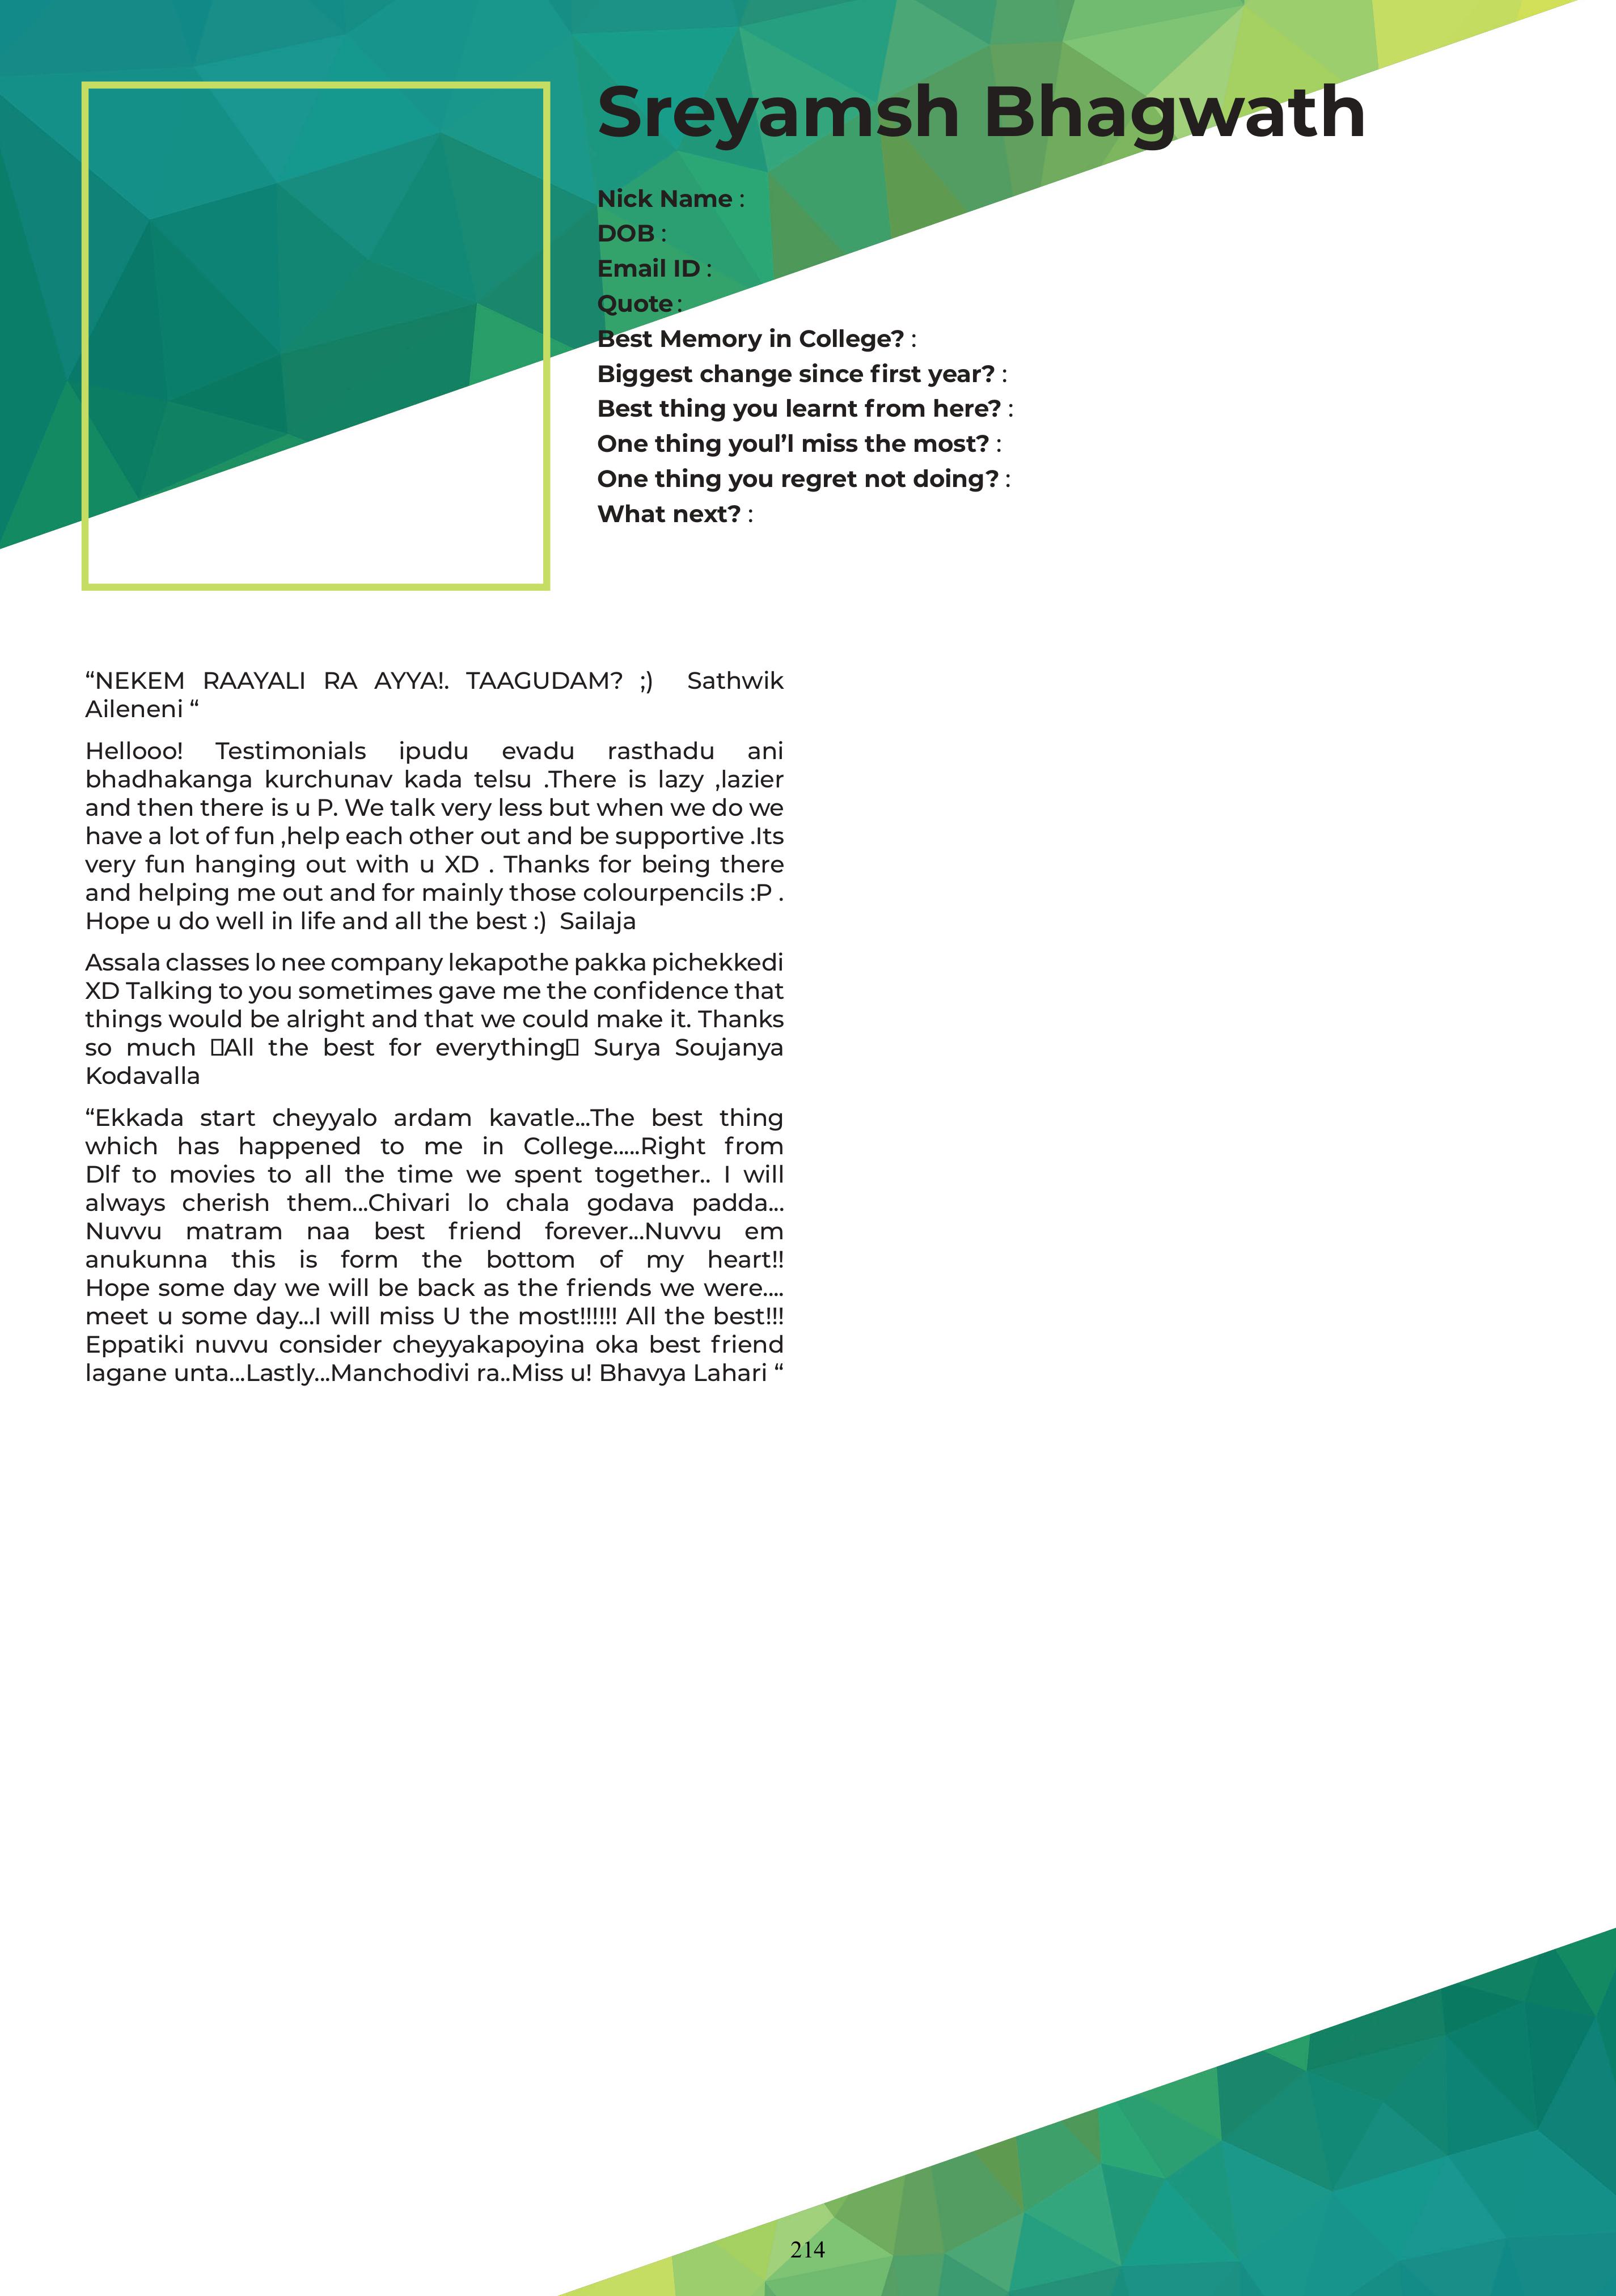 Sreyamsh Bhagwath
Nick Name :
DOB :
Email ID :
Quote :
Best Memory in College? :
Biggest change since first year? :
Best thing you learnt from here? :
One thing youl’l miss the most? :
One thing you regret not doing? :
What next? :
“NEKEM RAAYALI RA AYYA!. TAAGUDAM? ;)  Sathwik
Aileneni “
Hellooo! Testimonials ipudu evadu rasthadu ani
bhadhakanga kurchunav kada telsu .There is lazy ,lazier
and then there is u P. We talk very less but when we do we
have a lot of fun ,help each other out and be supportive .Its
very fun hanging out with u XD . Thanks for being there
and helping me out and for mainly those colourpencils :P .
Hope u do well in life and all the best :)  Sailaja
Assala classes lo nee company lekapothe pakka pichekkedi
XD Talking to you sometimes gave me the confidence that
things would be alright and that we could make it. Thanks
so much All the best for everything Surya Soujanya
Kodavalla
“Ekkada start cheyyalo ardam kavatle...The best thing
which has happened to me in College.....Right from
Dlf to movies to all the time we spent together.. I will
always cherish them...Chivari lo chala godava padda...
Nuvvu matram naa best friend forever...Nuvvu em
anukunna this is form the bottom of my heart!!
Hope some day we will be back as the friends we were....
meet u some day...I will miss U the most!!!!!! All the best!!!
Eppatiki nuvvu consider cheyyakapoyina oka best friend
lagane unta...Lastly...Manchodivi ra..Miss u! Bhavya Lahari “
214